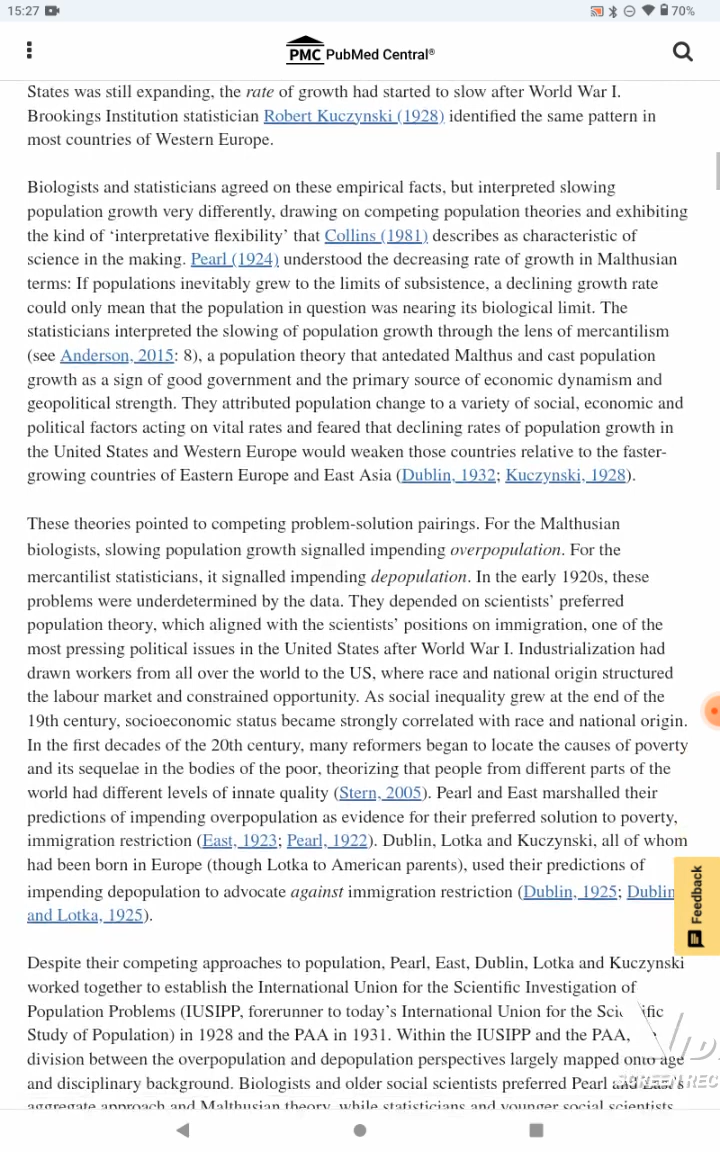 15:27
70%
PMC PubMed Central®
States was still expanding, the rate of growth had started to slow after World War I.
Brookings Institution statistician Robert Kuczynski (1928) identified the same pattern in
most countries of Western Europe.
Biologists and statisticians agreed on these empirical facts, but interpreted slowing
population growth very differently, drawing on competing population theories and exhibiting
the kind of ‘interpretative flexibility’ that Collins (1981) describes as characteristic of
science in the making. Pearl (1924) understood the decreasing rate of growth in Malthusian
terms: If populations inevitably grew to the limits of subsistence, a declining growth rate
could only mean that the population in question was nearing its biological limit. The
statisticians interpreted the slowing of population growth through the lens of mercantilism
(see Anderson, 2015: 8), a population theory that antedated Malthus and cast population
growth as a sign of good government and the primary source of economic dynamism and
geopolitical strength. They attributed population change to a variety of social, economic and
political factors acting on vital rates and feared that declining rates of population growth in
the United States and Western Europe would weaken those countries relative to the faster-
growing countries of Eastern Europe and East Asia (Dublin, 1932; Kuczynski, 1928).
These theories pointed to competing problem-solution pairings. For the Malthusian
biologists, slowing population growth signalled impending overpopulation. For the
mercantilist statisticians, it signalled impending depopulation. In the early 1920s, these
problems were underdetermined by the data. They depended on scientists’ preferred
population theory, which aligned with the scientists’ positions on immigration, one of the
most pressing political issues in the United States after World War I. Industrialization had
drawn workers from all over the world to the US, where race and national origin structured
the labour market and constrained opportunity. As social inequality grew at the end of the
19th century, socioeconomic status became strongly correlated with race and national origin.
In the first decades of the 20th century, many reformers began to locate the causes of poverty
and its sequelae in the bodies of the poor, theorizing that people from different parts of the
world had different levels of innate quality (Stern, 2005). Pearl and East marshalled their
predictions of impending overpopulation as evidence for their preferred solution to poverty,
immigration restriction (East, 1923; Pearl, 1922). Dublin, Lotka and Kuczynski, all of whom
had been born in Europe (though Lotka to American parents), used their predictions of
impending depopulation to advocate against immigration restriction (Dublin, 1925; Dublin
and Lotka, 1925).
Feedback
Despite their competing approaches to population, Pearl, East, Dublin, Lotka and Kuczynski
worked together to establish the International Union for the Scientific Investigation of
Population Problems (IUSIPP, forerunner to today’s International Union for the Sci ific
Study of Population) in 1928 and the PAA in 1931. Within the IUSIPP and the PAA,
division between the overpopulation and depopulation perspectives largely mapped onto age
and disciplinary background. Biologists and older social scientists preferred Pearl and East’s
aggregate approach and Malthusian theory, while statisticians and younger social scientists
SCREEN REC